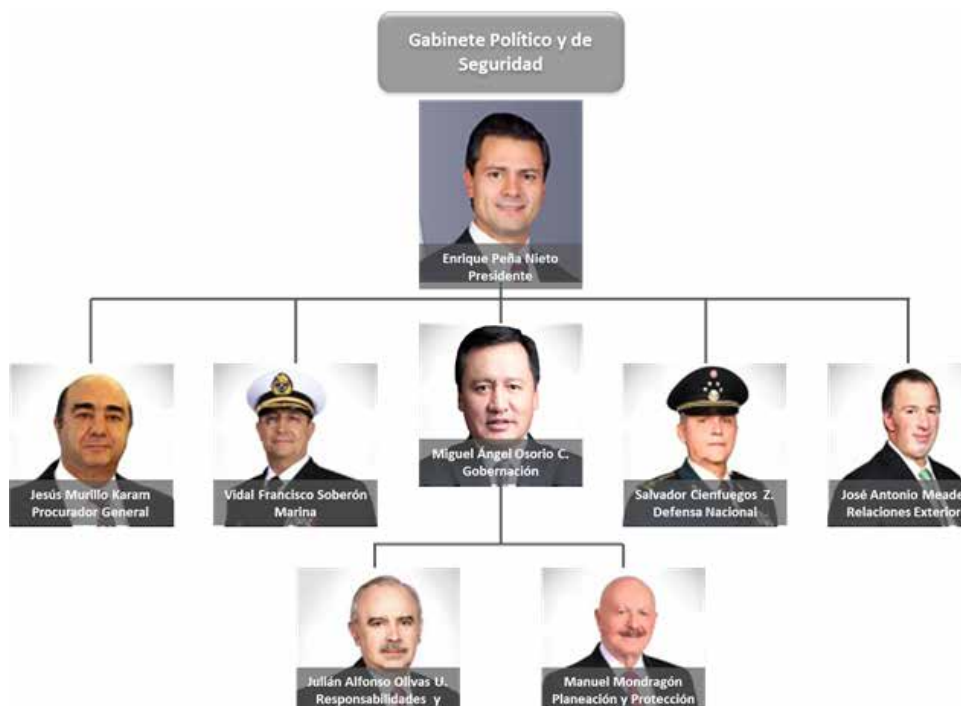 Gabinete Político y de
Seguridad
Enrique Peña Nieto
Presidente
Jesús Murillo Karam
Procurador General
Vidal Francisco Soberón
Marina
Miguel Ángel Osorio C.
Gobernación
Salvador Cienfuegos Z.
Defensa Nacional
José Antonio Meade
Relaciones Exterior
Julián Alfonso Olivas U.
Responsabilidades y
Manuel Mondragón
Planeación y Protección